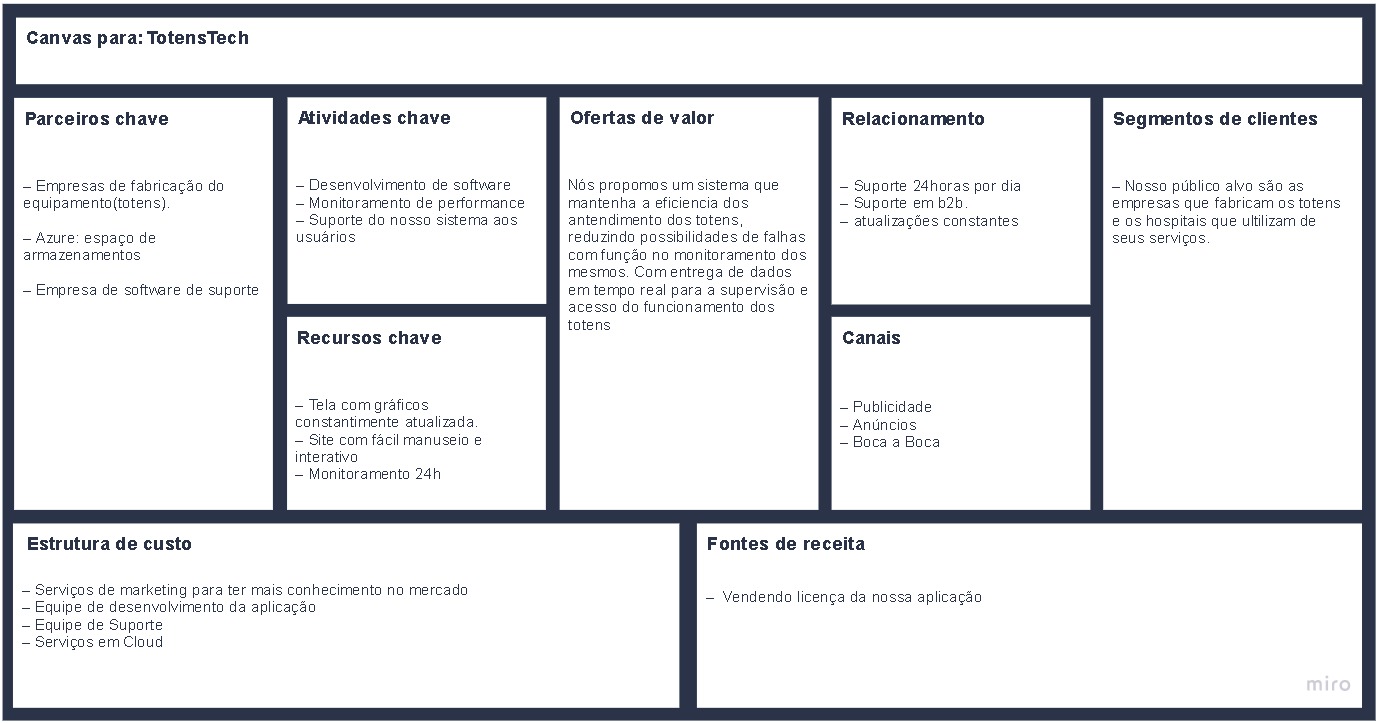 Canvas para: TotensTech
Parceiros chave
– Empresas de fabricação do
equipamento(totens).
– Azure: espaço de
armazenamentos
– Empresa de software de suporte
Atividades chave
– Desenvolvimento de software
– Monitoramento de performance
– Suporte do nosso sistema aos
usuários
Recursos chave
– Tela com gráficos
constantimente atualizada.
– Site com fácil manuseio e
interativo
– Monitoramento 24h
Ofertas de valor
Nós propomos um sistema que
mantenha a eficiencia dos
antendimento dos totens,
reduzindo possibilidades de falhas
com função no monitoramento dos
mesmos. Com entrega de dados
em tempo real para a supervisão e
acesso do funcionamento dos
totens
Relacionamento
– Suporte 24horas por dia
– Suporte em b2b.
– atualizações constantes
Canais
– Publicidade
– Anúncios
– Boca a Boca
Segmentos de clientes
– Nosso público alvo são as
empresas que fabricam os totens
e os hospitais que ultilizam de
seus serviços.
Estrutura de custo
– Serviços de marketing para ter mais conhecimento no mercado
– Equipe de desenvolvimento da aplicação
– Equipe de Suporte
– Serviços em Cloud
Fontes de receita
– Vendendo licença da nossa aplicação
miro